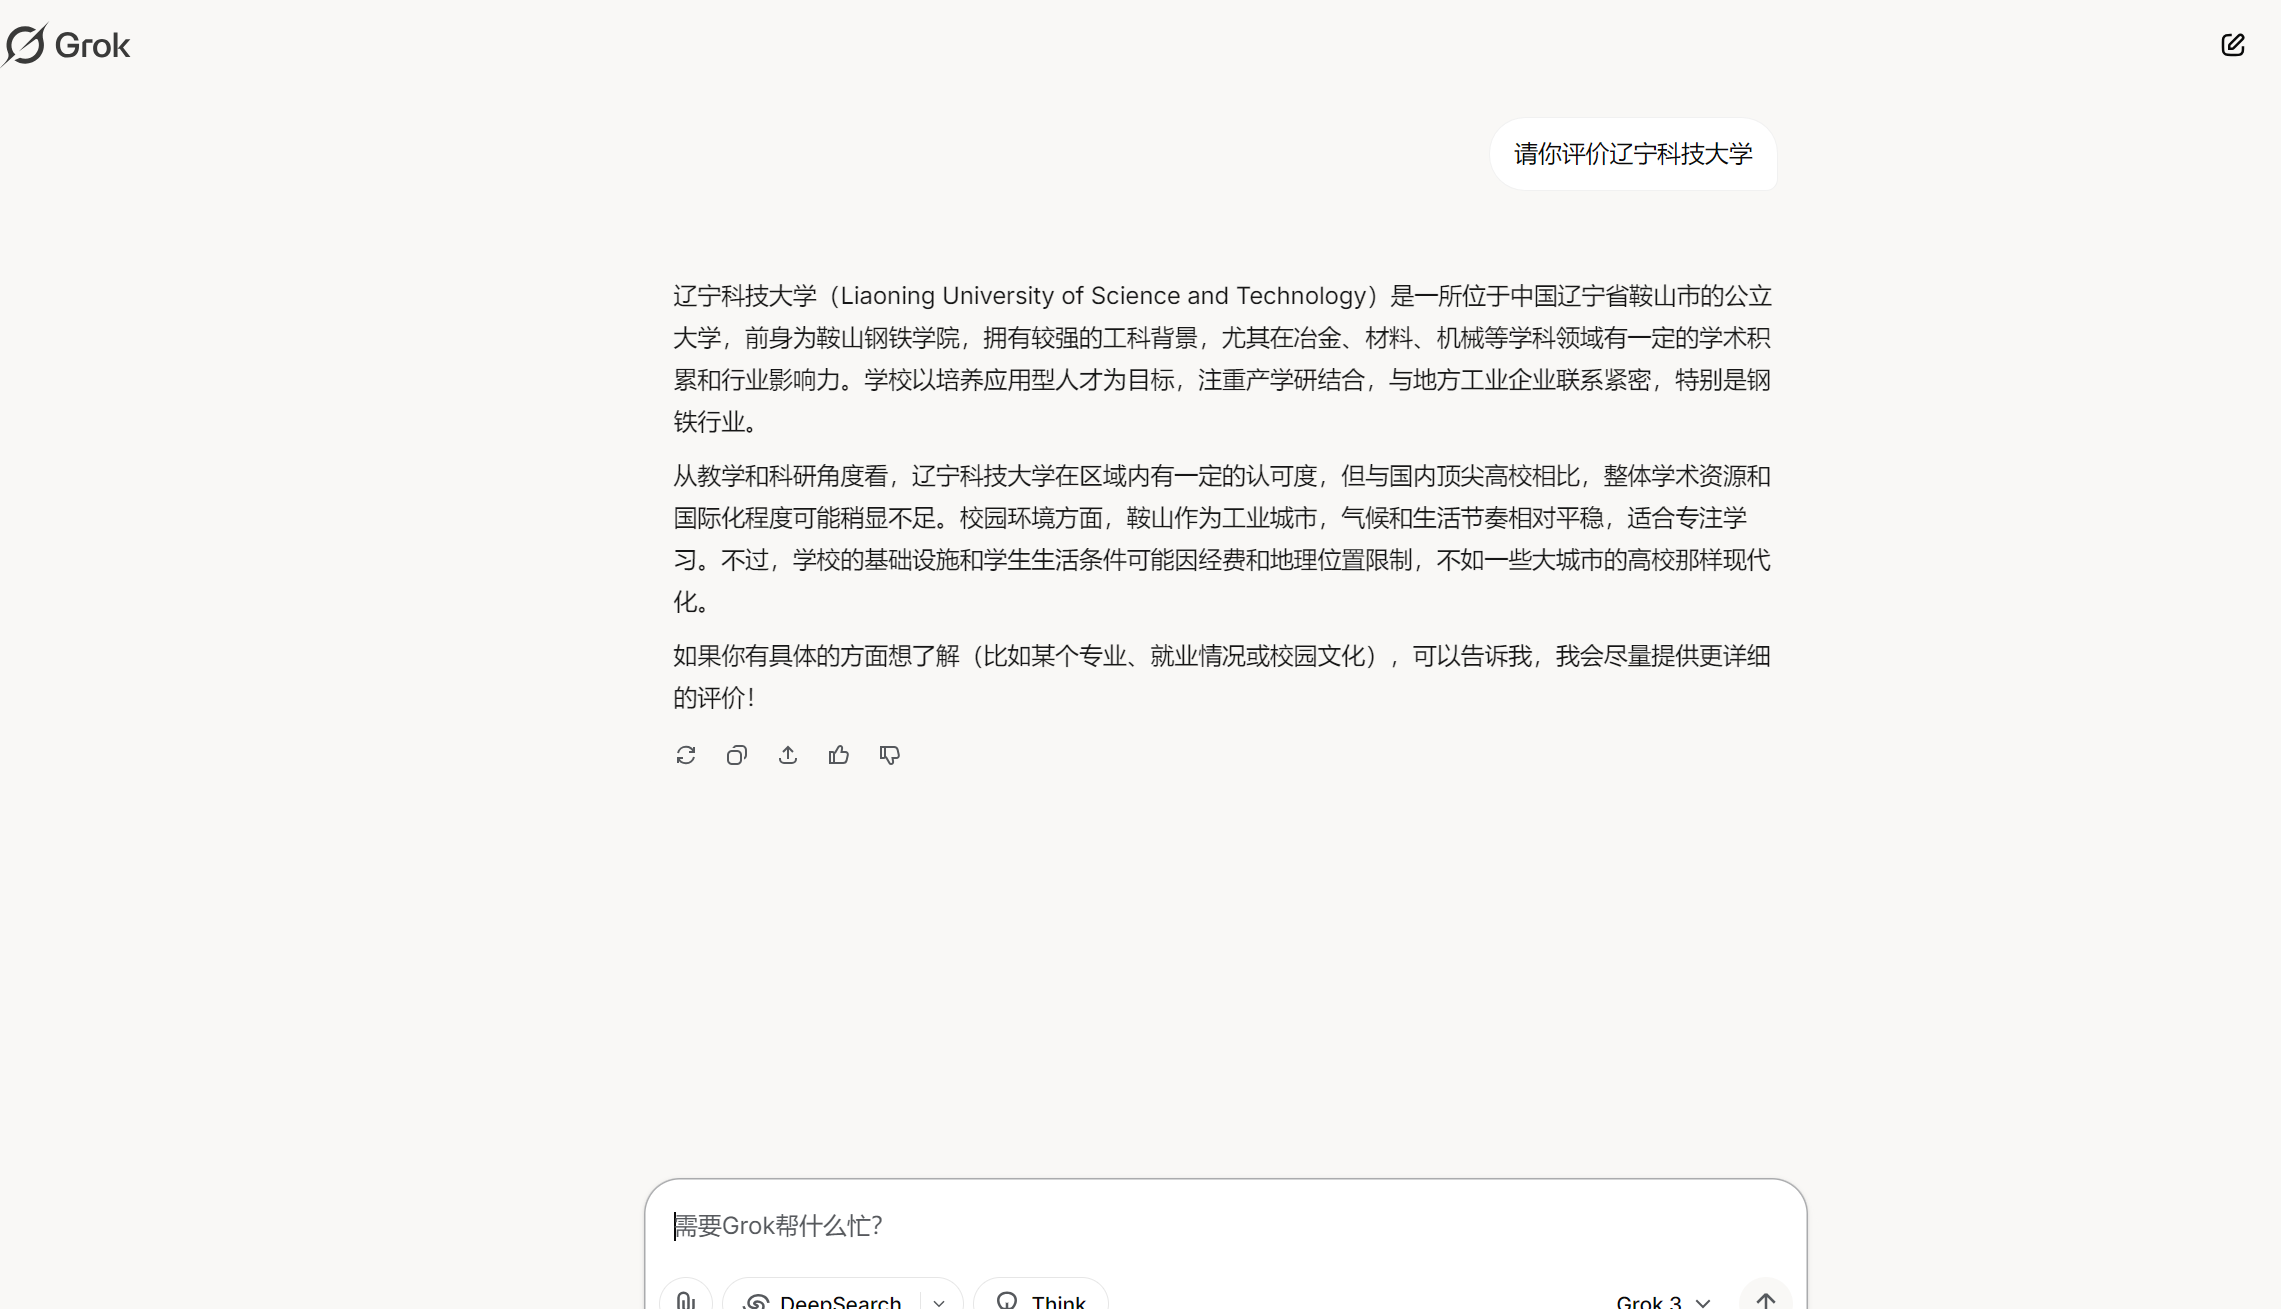 Grok
请你评价辽宁科技大学
辽宁科技大学（Liaoning University of Science and Technology）是一所位于中国辽宁省鞍山市的公立
大学，前身为鞍山钢铁学院，拥有较强的工科背景，尤其在冶金、材料、机械等学科领域有一定的学术积
累和行业影响力。学校以培养应用型人才为目标，注重产学研结合，与地方工业企业联系紧密，特别是钢
铁行业。
从教学和科研角度看，辽宁科技大学在区域内有一定的认可度，但与国内顶尖高校相比，整体学术资源和
国际化程度可能稍显不足。校园环境方面，鞍山作为工业城市，气候和生活节奏相对平稳，适合专注学
习。不过，学校的基础设施和学生生活条件可能因经费和地理位置限制，不如一些大城市的高校那样现代
化。
如果你有具体的方面想了解（比如某个专业、就业情况或校园文化），可以告诉我，我会尽量提供更详细
的评价！
需要Grok帮什么忙？
DeepSearch Think Grok 3